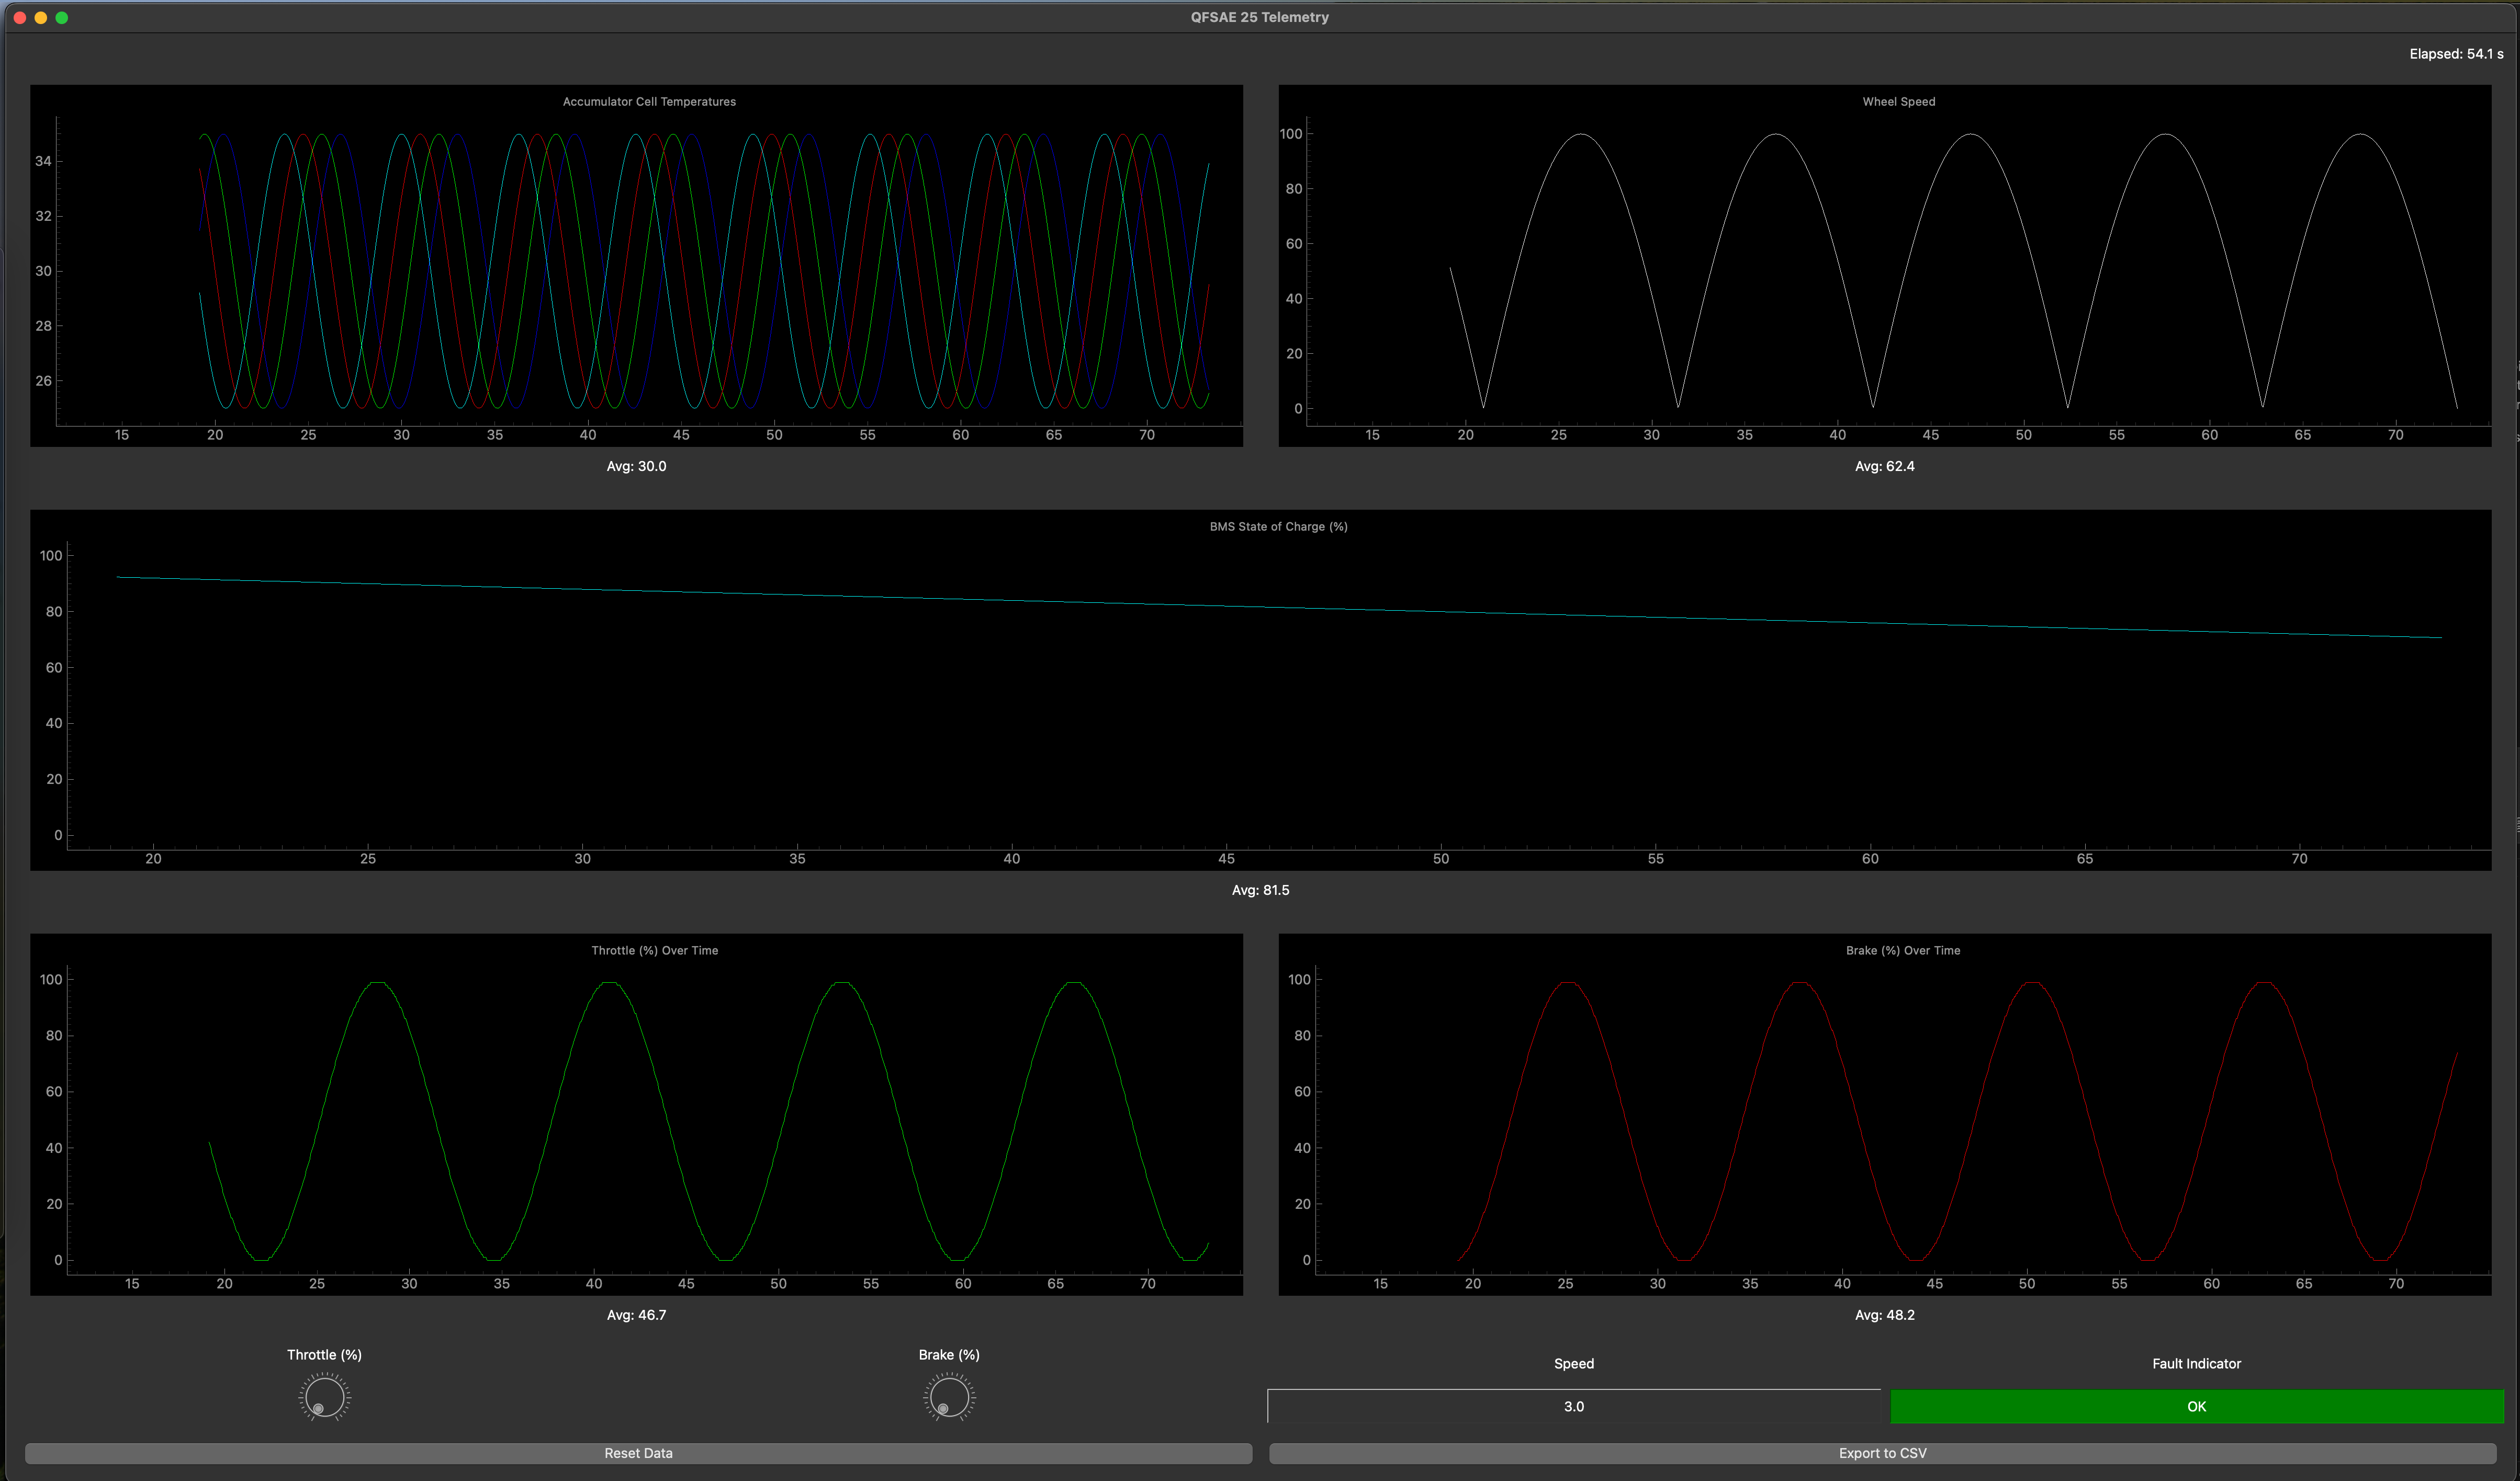 QFSAE 25 Telemetry
Elapsed: 54.1 s
Accumulator Cell Temperatures
34
32
30
28
26
15 20 25 30 35 40 45 50 55 60 65 70
Avg: 30.0
Wheel Speed
100
80
60
40
20
0
15 20 25 30 35 40 45 50 55 60 65 70
Avg: 62.4
BMS State of Charge (%)
100
80
60
40
20
0
20 25 30 35 40 45 50 55 60 65 70
Avg: 81.5
Throttle (%) Over Time
100
80
60
40
20
0
15 20 25 30 35 40 45 50 55 60 65 70
Avg: 46.7
Brake (%) Over Time
100
80
60
40
20
0
15 20 25 30 35 40 45 50 55 60 65 70
Avg: 48.2
Throttle (%)
Brake (%)
Speed
3.0
Fault Indicator
OK
Reset Data
Export to CSV